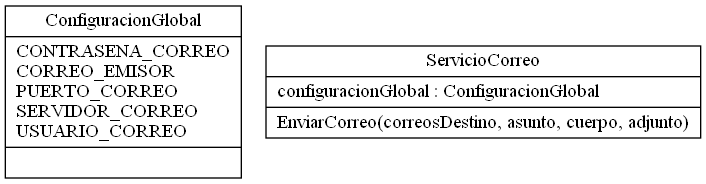 ConfiguracionGlobal
CONTRASENA_CORREO
CORREO_EMISOR
PUERTO_CORREO
SERVIDOR_CORREO
USUARIO_CORREO
ServicioCorreo
configuracionGlobal : ConfiguracionGlobal
EnviarCorreo(correosDestino, asunto, cuerpo, adjunto)